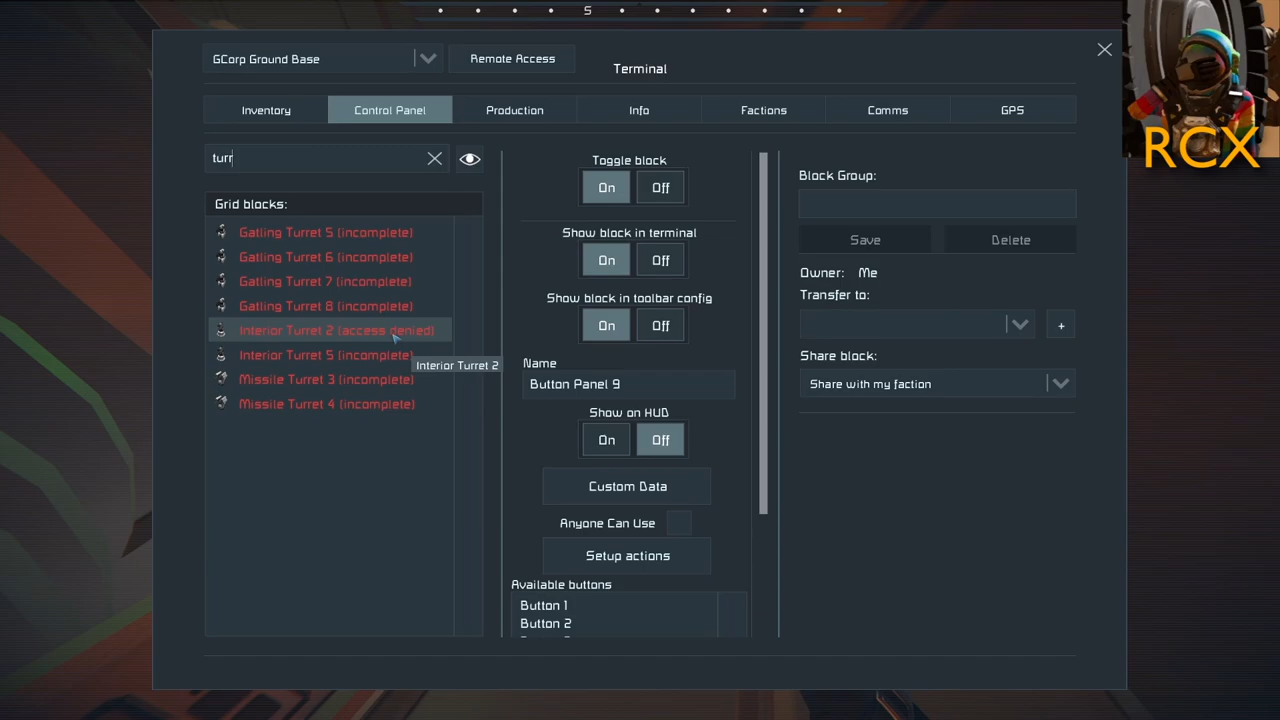 S
GCorp Ground Base
Remote Access
Terminal
Inventory
Control Panel
Production
Info
Factions
Comms
GPS
turr
Grid blocks:
Gatling Turret 5 (incomplete)
Gatling Turret 6 (incomplete)
Gatling Turret 7 (incomplete)
Gatling Turret 8 (incomplete)
Interior Turret 2 (access denied)
Interior Turret 5 (incomplete)
Missile Turret 3 (incomplete)
Missile Turret 4 (incomplete)
Interior Turret 2
Toggle block
On Off
Show block in terminal
On Off
Show block in toolbar config
On Off
Name
Button Panel 9
Show on HUD
On Off
Custom Data
Anyone Can Use
Setup actions
Available buttons
Button 1
Button 2
Block Group:
Save Delete
Owner: Me
Transfer to:
+
Share block:
Share with my faction
RCX